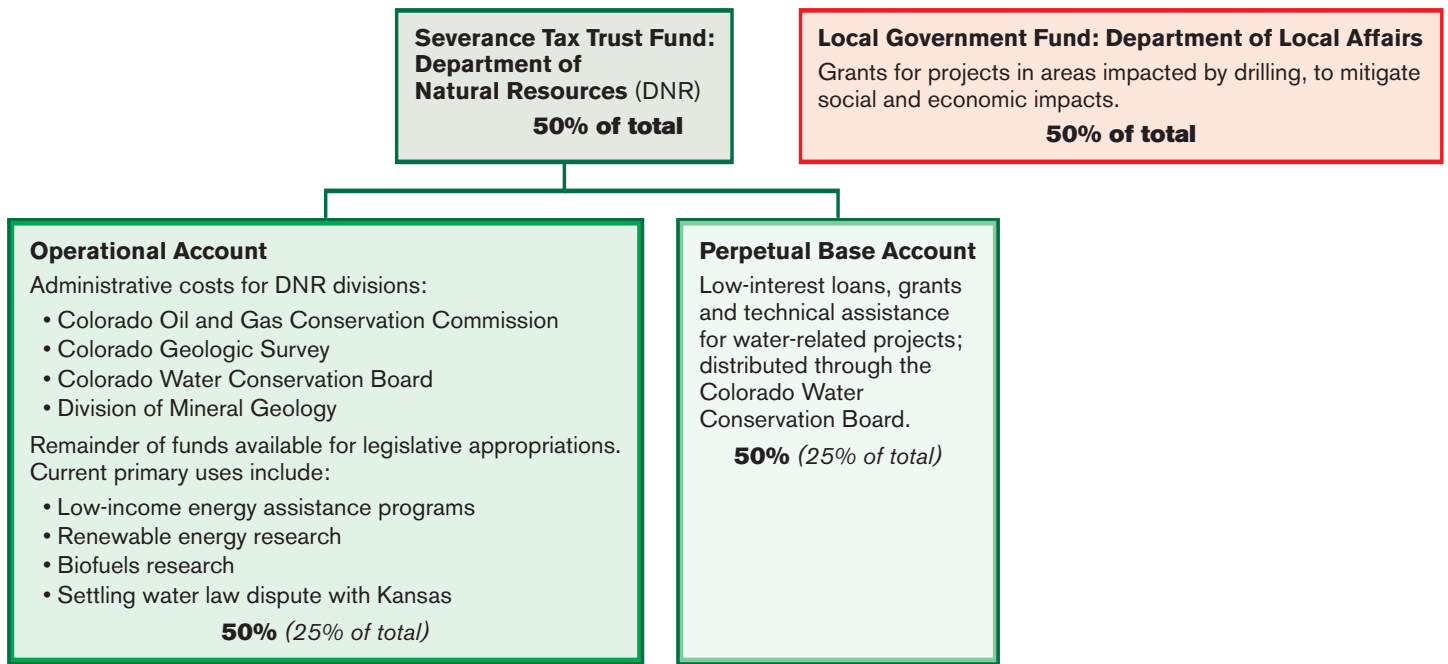 Severance Tax Trust Fund:
Department of
Natural Resources (DNR)
50% of total
Local Government Fund: Department of Local Affairs
Grants for projects in areas impacted by drilling, to mitigate
social and economic impacts.
50% of total
Operational Account
Administrative costs for DNR divisions:
• Colorado Oil and Gas Conservation Commission
• Colorado Geologic Survey
• Colorado Water Conservation Board
• Division of Mineral Geology
Remainder of funds available for legislative appropriations.
Current primary uses include:
• Low-income energy assistance programs
• Renewable energy research
• Biofuels research
• Settling water law dispute with Kansas
50% (25% of total)
Perpetual Base Account
Low-interest loans, grants
and technical assistance
for water-related projects;
distributed through the
Colorado Water
Conservation Board.
50% (25% of total)